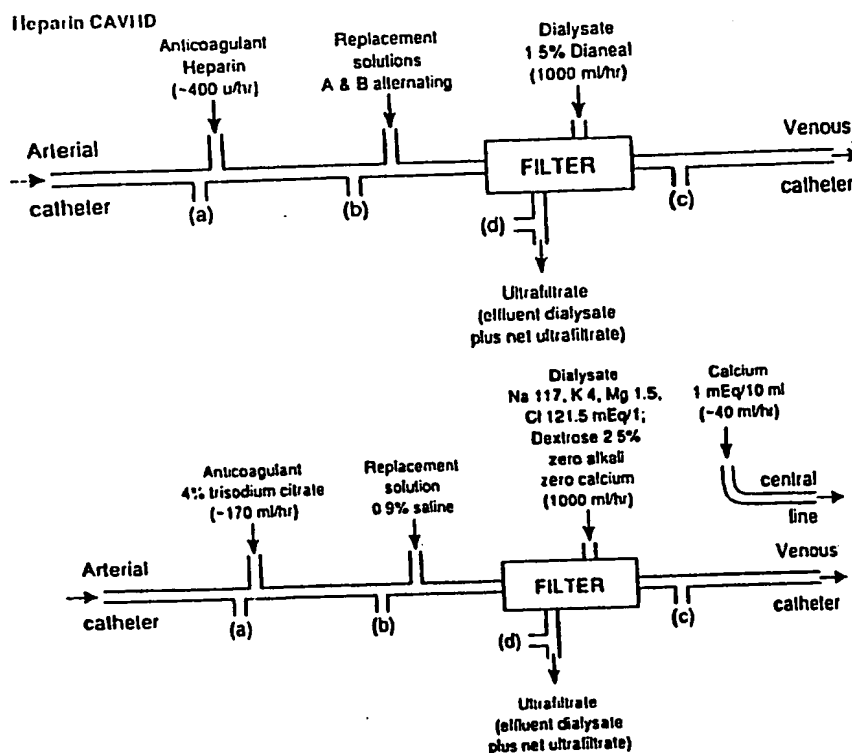 Heparin CAVHD
Anticoagulant
Heparin
(~400 u/hr)
Replacement
solutions
A & B alternating
Dialysate
1 5% Dianeal
(1000 ml/hr)
Arterial
catheter
(a)
(b)
FILTER
(d)
(c)
Venous
catheter
Ultrafiltrate
(effluent dialysate
plus net ultrafiltrate)
Dialysate
Na 117, K 4, Mg 1.5,
Cl 121.5 mEq/1;
Dextrose 2 5%
zero alkali
zero calcium
(1000 ml/hr)
Calcium
1 mEq/10 ml
(~40 ml/hr)
central
line
Anticoagulant
4% trisodium citrate
(~170 ml/hr)
Replacement
solution
0 9% saline
Arterial
catheter
(a)
(b)
FILTER
(d)
(c)
Venous
catheter
Ultrafiltrate
(effluent dialysate
plus net ultrafiltrate)